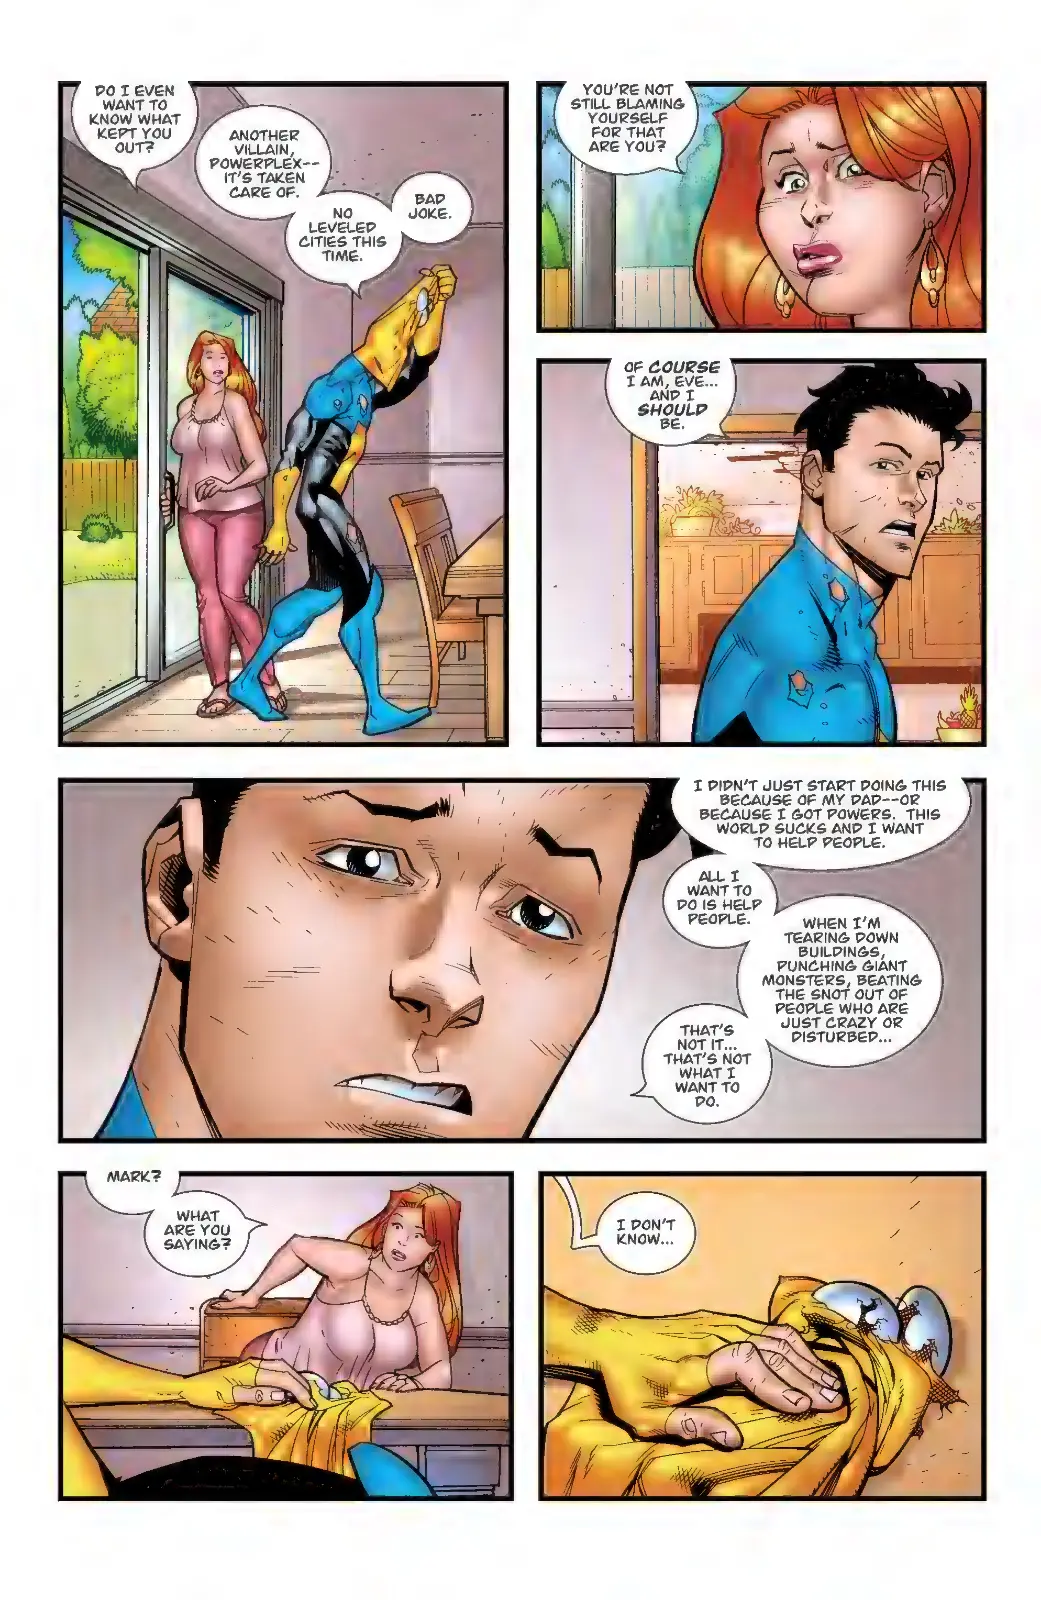 DO I EVEN
WANT TO
KNOW WHAT
KEPT YOU
OUT?
ANOTHER
VILLAIN,
POWERPLEX--
IT'S TAKEN
CARE OF.
NO
LEVELED
CITIES THIS
TIME.
BAD
JOKE.
YOU'RE NOT
STILL BLAMING
YOURSELF
FOR THAT
ARE YOU?
OF COURSE
I AM, EVE...
AND I
SHOULD
BE.
I DIDN'T JUST START DOING THIS
BECAUSE OF MY DAD--OR
BECAUSE I GOT POWERS. THIS
WORLD SUCKS AND I WANT
TO HELP PEOPLE.
ALL I
WANT TO
DO IS HELP
PEOPLE.
WHEN I'M
TEARING DOWN
BUILDINGS,
PUNCHING GIANT
MONSTERS, BEATING
THE SNOT OUT OF
PEOPLE WHO ARE
JUST CRAZY OR
DISTURBED...
THAT'S
NOT IT...
THAT'S NOT
WHAT I
WANT TO
DO.
MARK?
WHAT
ARE YOU
SAYING?
I DON'T
KNOW...